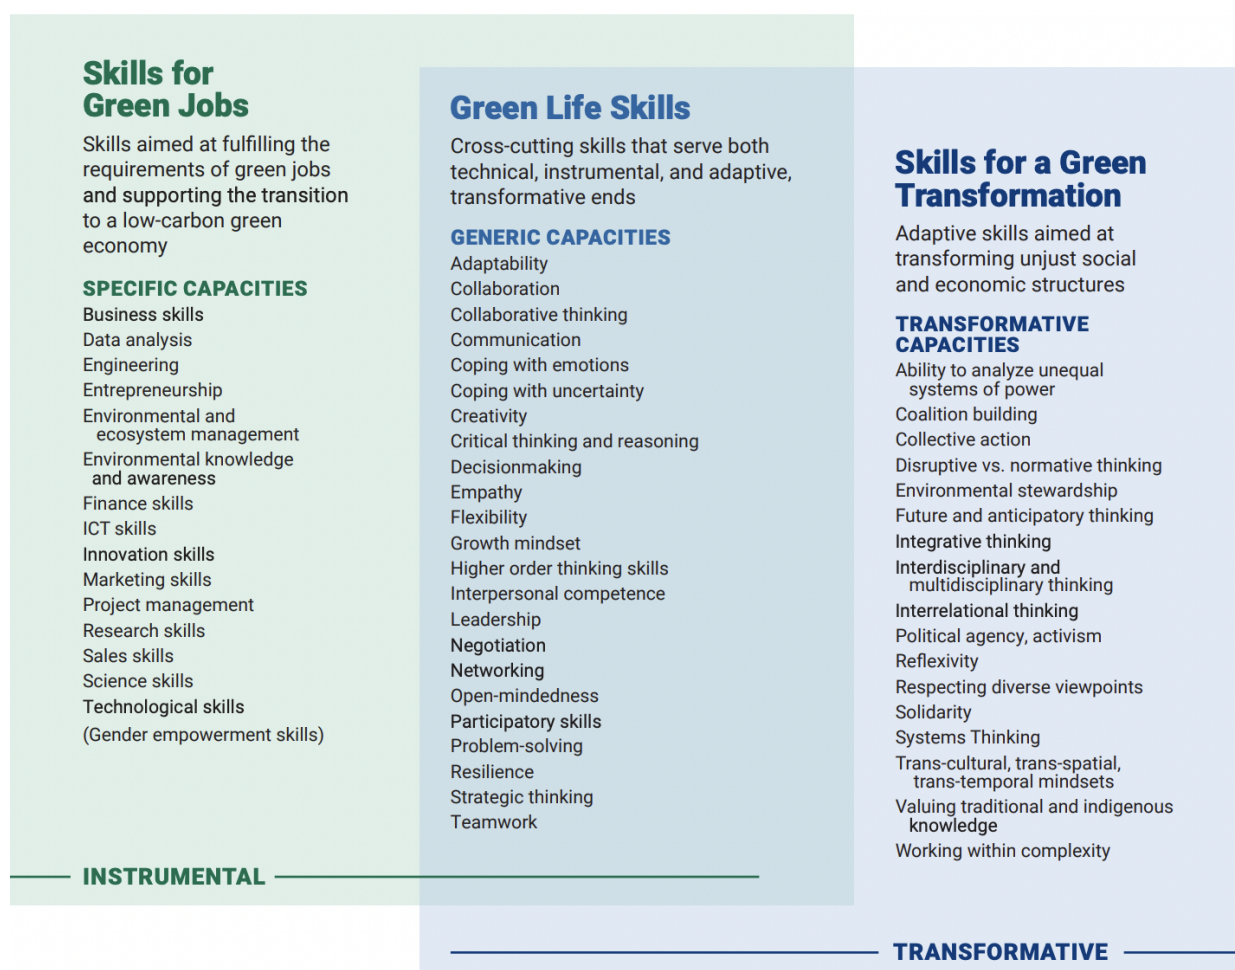 Skills for
Green Jobs
Skills aimed at fulfilling the
requirements of green jobs
and supporting the transition
to a low-carbon green
economy
SPECIFIC CAPACITIES
Business skills
Data analysis
Engineering
Entrepreneurship
Environmental and
ecosystem management
Environmental knowledge
and awareness
Finance skills
ICT skills
Innovation skills
Marketing skills
Project management
Research skills
Sales skills
Science skills
Technological skills
(Gender empowerment skills)
INSTRUMENTAL
Green Life Skills
Cross-cutting skills that serve both
technical, instrumental, and adaptive,
transformative ends
GENERIC CAPACITIES
Adaptability
Collaboration
Collaborative thinking
Communication
Coping with emotions
Coping with uncertainty
Creativity
Critical thinking and reasoning
Decisionmaking
Empathy
Flexibility
Growth mindset
Higher order thinking skills
Interpersonal competence
Leadership
Negotiation
Networking
Open-mindedness
Participatory skills
Problem-solving
Resilience
Strategic thinking
Teamwork
Skills for a Green
Transformation
Adaptive skills aimed at
transforming unjust social
and economic structures
TRANSFORMATIVE
CAPACITIES
Ability to analyze unequal
systems of power
Coalition building
Collective action
Disruptive vs. normative thinking
Environmental stewardship
Future and anticipatory thinking
Integrative thinking
Interdisciplinary and
multidisciplinary thinking
Interrelational thinking
Political agency, activism
Reflexivity
Respecting diverse viewpoints
Solidarity
Systems Thinking
Trans-cultural, trans-spatial,
trans-temporal mindsets
Valuing traditional and indigenous
knowledge
Working within complexity
TRANSFORMATIVE